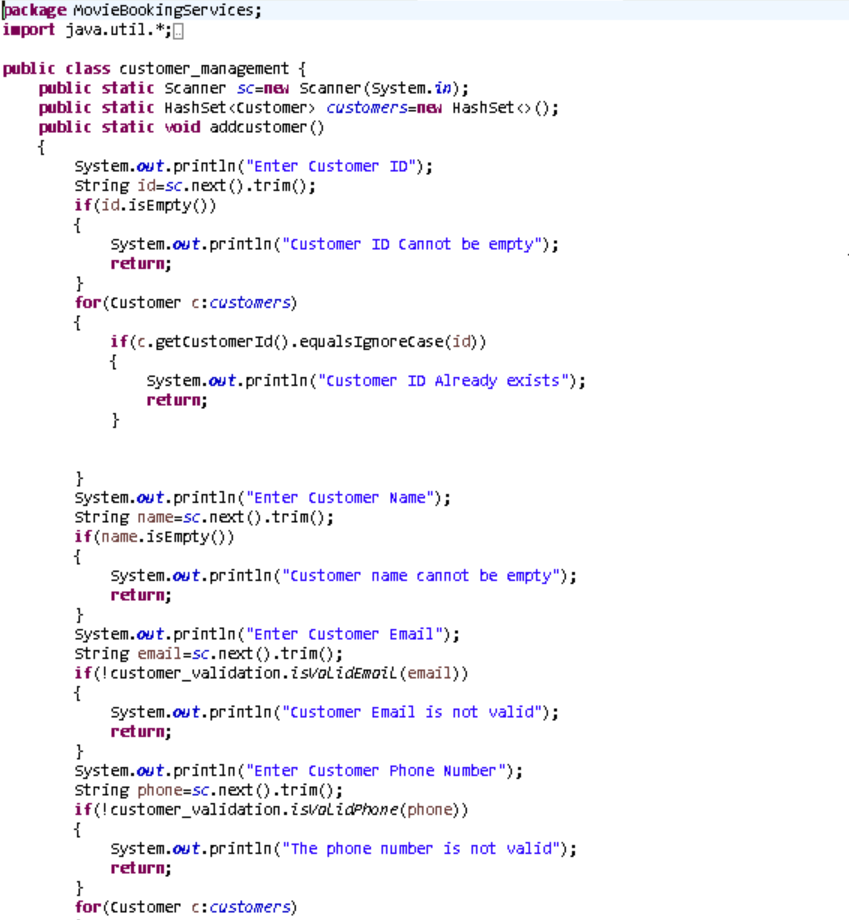 package MovieBookingServices;
import java.util.*;
public class customer_management {
    public static Scanner sc=new Scanner(System.in);
    public static HashSet<Customer> customers=new HashSet<>();
    public static void addcustomer()
    {
        System.out.println("Enter Customer ID");
        String id=sc.next().trim();
        if(id.isEmpty())
        {
            System.out.println("Customer ID Cannot be empty");
            return;
        }
        for(Customer c:customers)
        {
            if(c.getCustomerId().equalsIgnoreCase(id))
            {
                System.out.println("Customer ID Already exists");
                return;
            }
        }
        System.out.println("Enter Customer Name");
        String name=sc.next().trim();
        if(name.isEmpty())
        {
            System.out.println("Customer name cannot be empty");
            return;
        }
        System.out.println("Enter Customer Email");
        String email=sc.next().trim();
        if(!customer_validation.isValidEmail(email))
        {
            System.out.println("Customer Email is not valid");
            return;
        }
        System.out.println("Enter Customer Phone Number");
        String phone=sc.next().trim();
        if(!customer_validation.isValidPhone(phone))
        {
            System.out.println("The phone number is not valid");
            return;
        }
        for(Customer c:customers)